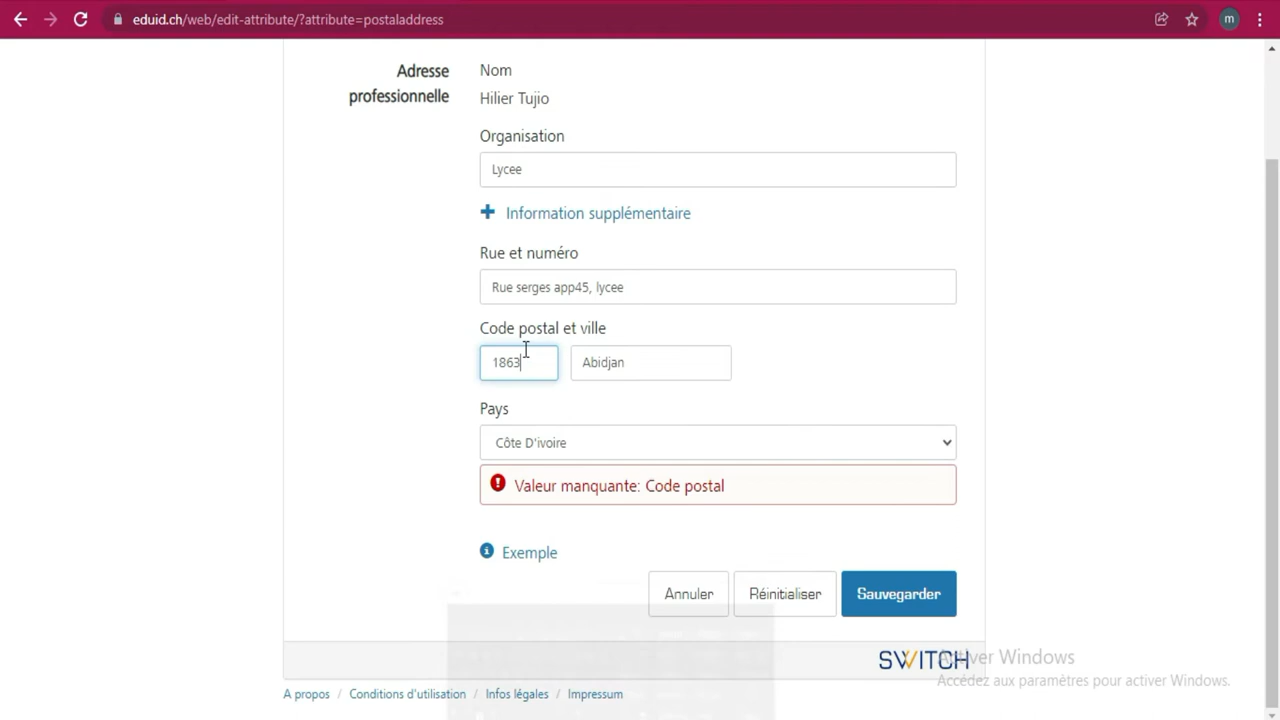 eduid.ch/web/edit-attribute/?attribute=postaladdress
m
Adresse professionnelle
Nom
Hilier Tujio
Organisation
Lycee
Information supplémentaire
Rue et numéro
Rue serges app45, lycee
Code postal et ville
1863 Abidjan
Pays
Côte D'ivoire
Valeur manquante: Code postal
Exemple
Annuler Réinitialiser Sauvegarder
SWITCH
Activer Windows
Accédez aux paramètres pour activer Windows.
A propos / Conditions d'utilisation / Infos légales / Impressum